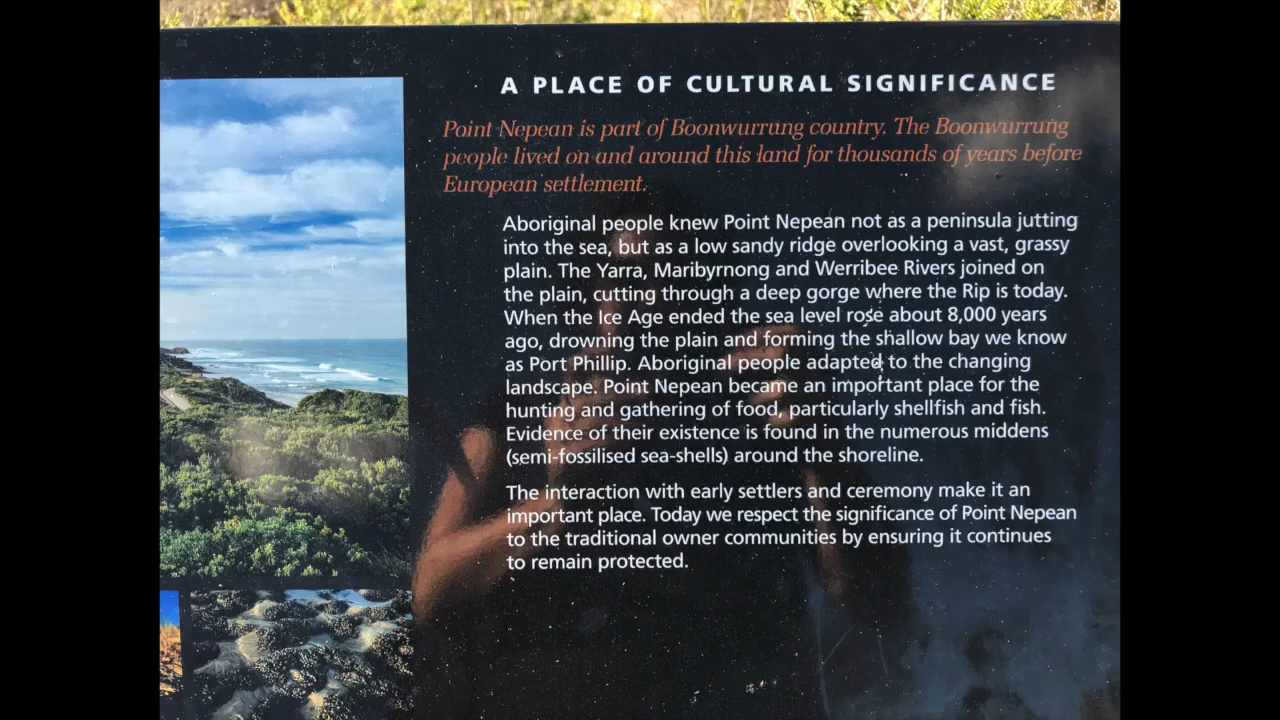 A PLACE OF CULTURAL SIGNIFICANCE
Point Nepean is part of Boonwurrung country. The Boonwurrung
people lived on and around this land for thousands of years before
European settlement.
Aboriginal people knew Point Nepean not as a peninsula jutting
into the sea, but as a low sandy ridge overlooking a vast, grassy
plain. The Yarra, Maribyrnong and Werribee Rivers joined on
the plain, cutting through a deep gorge where the Rip is today.
When the Ice Age ended the sea level rose about 8,000 years
ago, drowning the plain and forming the shallow bay we know
as Port Phillip. Aboriginal people adapted to the changing
landscape. Point Nepean became an important place for the
hunting and gathering of food, particularly shellfish and fish.
Evidence of their existence is found in the numerous middens
(semi-fossilised sea-shells) around the shoreline.
The interaction with early settlers and ceremony make it an
important place. Today we respect the significance of Point Nepean
to the traditional owner communities by ensuring it continues
to remain protected.